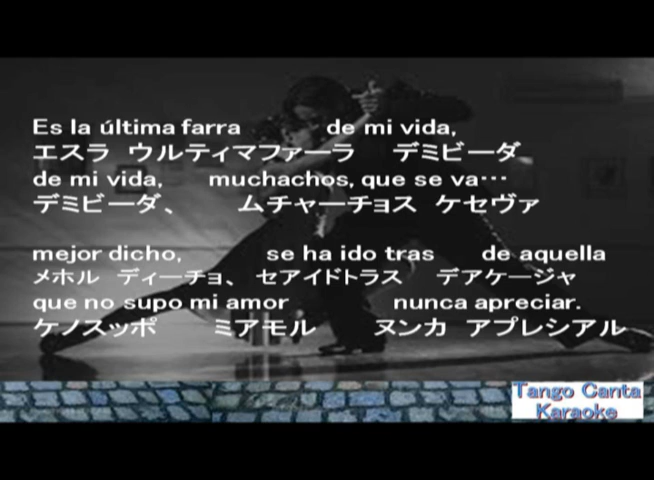 Es la última farra de mi vida,
エスラ ウルティマファーラ デミビーダ
de mi vida, muchachos, que se va…
デミビーダ、 ムチャーチョス ケセヴァ
mejor dicho, se ha ido tras de aquella
メホル ディーチョ、 セアイドトラス デアケージャ
que no supo mi amor nunca apreciar.
ケノスッポ ミアモル ヌンカ アプレシアル
Tango Canta
Karaoke